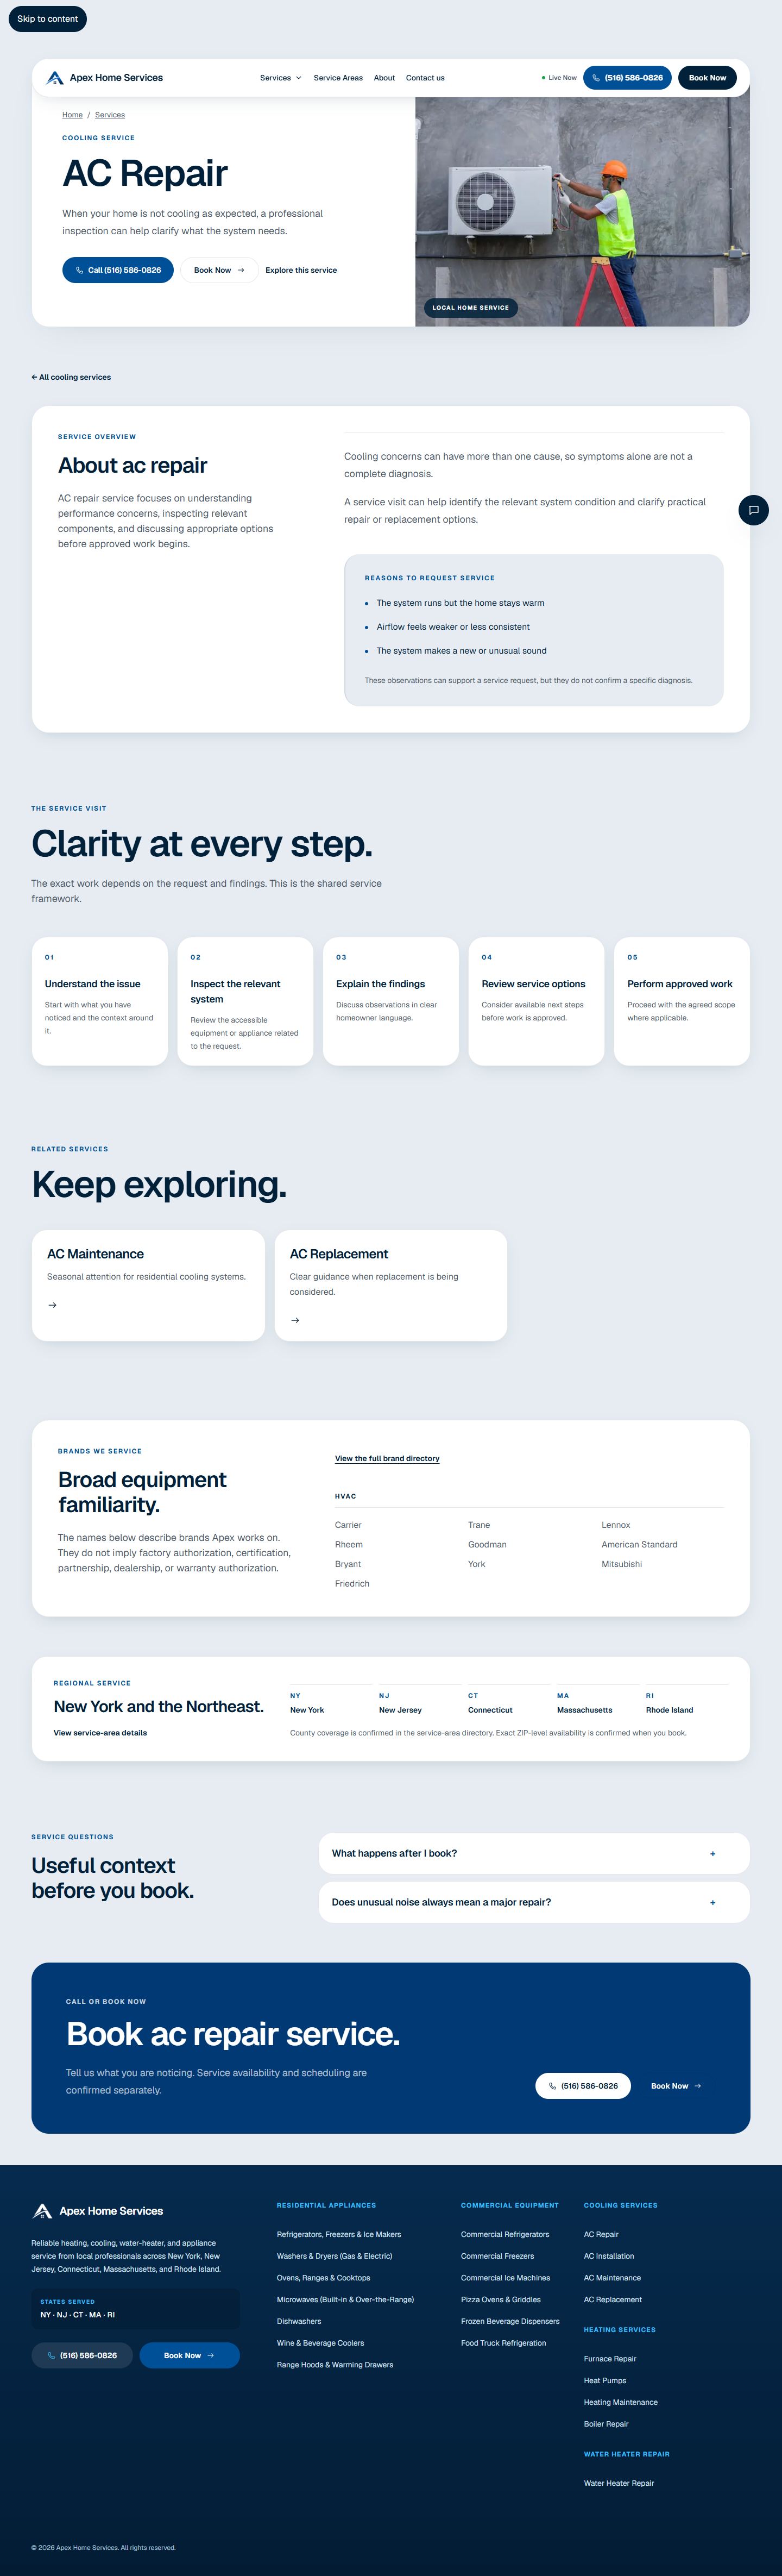 Skip to content
Apex Home Services
Services
Service Areas
About
Contact us
Live Now
(516) 586-0826
Book Now
Home / Services
COOLING SERVICE
AC Repair
When your home is not cooling as expected, a professional
inspection can help clarify what the system needs.
Call (516) 586-0826
Book Now →
Explore this service
LOCAL HOME SERVICE
← All cooling services
SERVICE OVERVIEW
About ac repair
AC repair service focuses on understanding
performance concerns, inspecting relevant
components, and discussing appropriate options
before approved work begins.
Cooling concerns can have more than one cause, so symptoms alone are not a
complete diagnosis.
A service visit can help identify the relevant system condition and clarify practical
repair or replacement options.
REASONS TO REQUEST SERVICE
• The system runs but the home stays warm
• Airflow feels weaker or less consistent
• The system makes a new or unusual sound
These observations can support a service request, but they do not confirm a specific diagnosis.
THE SERVICE VISIT
Clarity at every step.
The exact work depends on the request and findings. This is the shared service
framework.
01
Understand the issue
Start with what you have
noticed and the context around
it.
02
Inspect the relevant
system
Review the accessible
equipment or appliance related
to the request.
03
Explain the findings
Discuss observations in clear
homeowner language.
04
Review service options
Consider available next steps
before work is approved.
05
Perform approved work
Proceed with the agreed scope
where applicable.
RELATED SERVICES
Keep exploring.
AC Maintenance
Seasonal attention for residential cooling systems.
→
AC Replacement
Clear guidance when replacement is being
considered.
→
BRANDS WE SERVICE
Broad equipment
familiarity.
The names below describe brands Apex works on.
They do not imply factory authorization, certification,
partnership, dealership, or warranty authorization.
View the full brand directory
HVAC
Carrier
Trane
Lennox
Rheem
Goodman
American Standard
Bryant
York
Mitsubishi
Friedrich
REGIONAL SERVICE
New York and the Northeast.
View service-area details
NY
New York
NJ
New Jersey
CT
Connecticut
MA
Massachusetts
RI
Rhode Island
County coverage is confirmed in the service-area directory. Exact ZIP-level availability is confirmed when you book.
SERVICE QUESTIONS
Useful context
before you book.
What happens after I book? +
Does unusual noise always mean a major repair? +
CALL OR BOOK NOW
Book ac repair service.
Tell us what you are noticing. Service availability and scheduling are
confirmed separately.
(516) 586-0826
Book Now →
Apex Home Services
Reliable heating, cooling, water-heater, and appliance
service from local professionals across New York, New
Jersey, Connecticut, Massachusetts, and Rhode Island.
STATES SERVED
NY · NJ · CT · MA · RI
(516) 586-0826
Book Now →
RESIDENTIAL APPLIANCES
Refrigerators, Freezers & Ice Makers
Washers & Dryers (Gas & Electric)
Ovens, Ranges & Cooktops
Microwaves (Built-in & Over-the-Range)
Dishwashers
Wine & Beverage Coolers
Range Hoods & Warming Drawers
COMMERCIAL EQUIPMENT
Commercial Refrigerators
Commercial Freezers
Commercial Ice Machines
Pizza Ovens & Griddles
Frozen Beverage Dispensers
Food Truck Refrigeration
COOLING SERVICES
AC Repair
AC Installation
AC Maintenance
AC Replacement
HEATING SERVICES
Furnace Repair
Heat Pumps
Heating Maintenance
Boiler Repair
WATER HEATER REPAIR
Water Heater Repair
© 2026 Apex Home Services. All rights reserved.